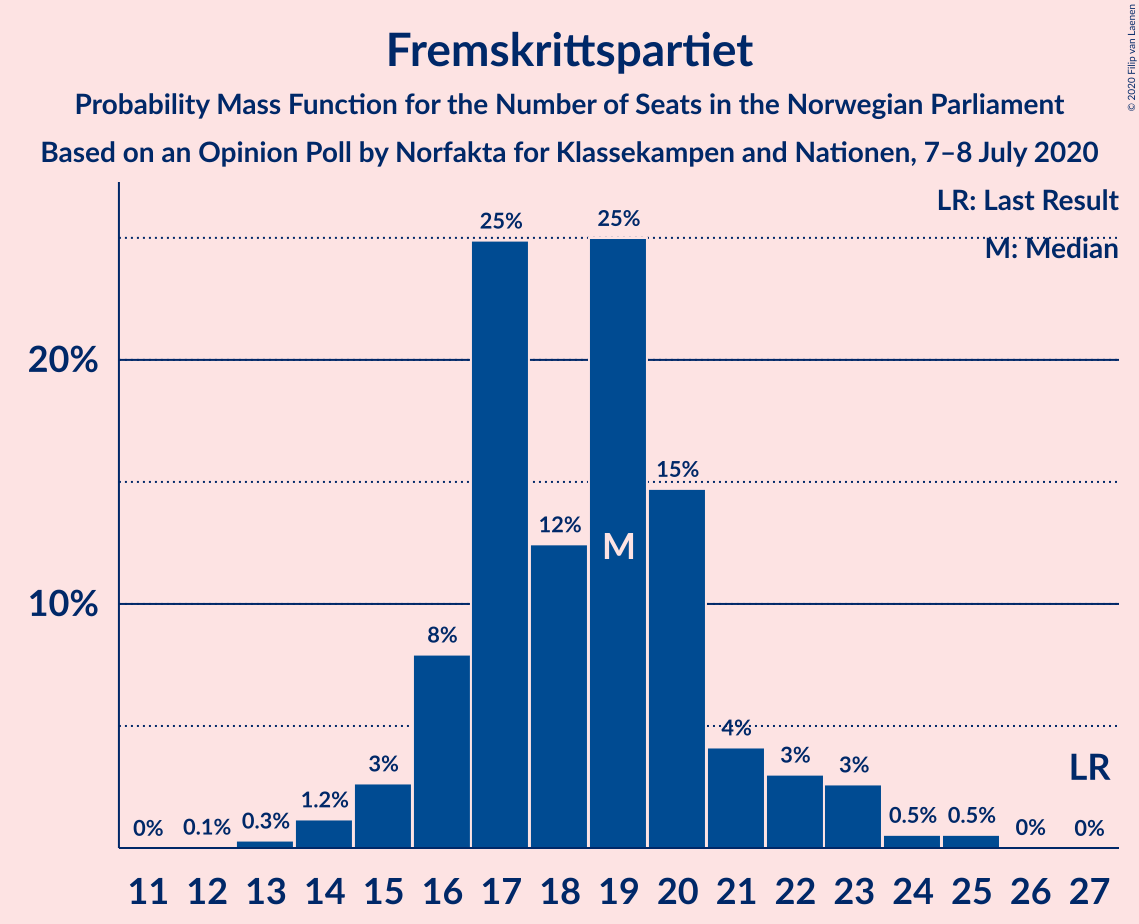 Fremskrittspartiet
Probability Mass Function for the Number of Seats in the Norwegian Parliament
Based on an Opinion Poll by Norfakta for Klassekampen and Nationen, 7–8 July 2020
© 2020 Filip van Laenen
LR: Last Result
M: Median
25%
25%
20%
15%
12%
M
10%
8%
4%
3%
3%
3%
LR
1.2%
0.5%
0.5%
0.3%
0.1%
0%
0%
0%
11 12 13 14 15 16 17 18 19 20 21 22 23 24 25 26 27